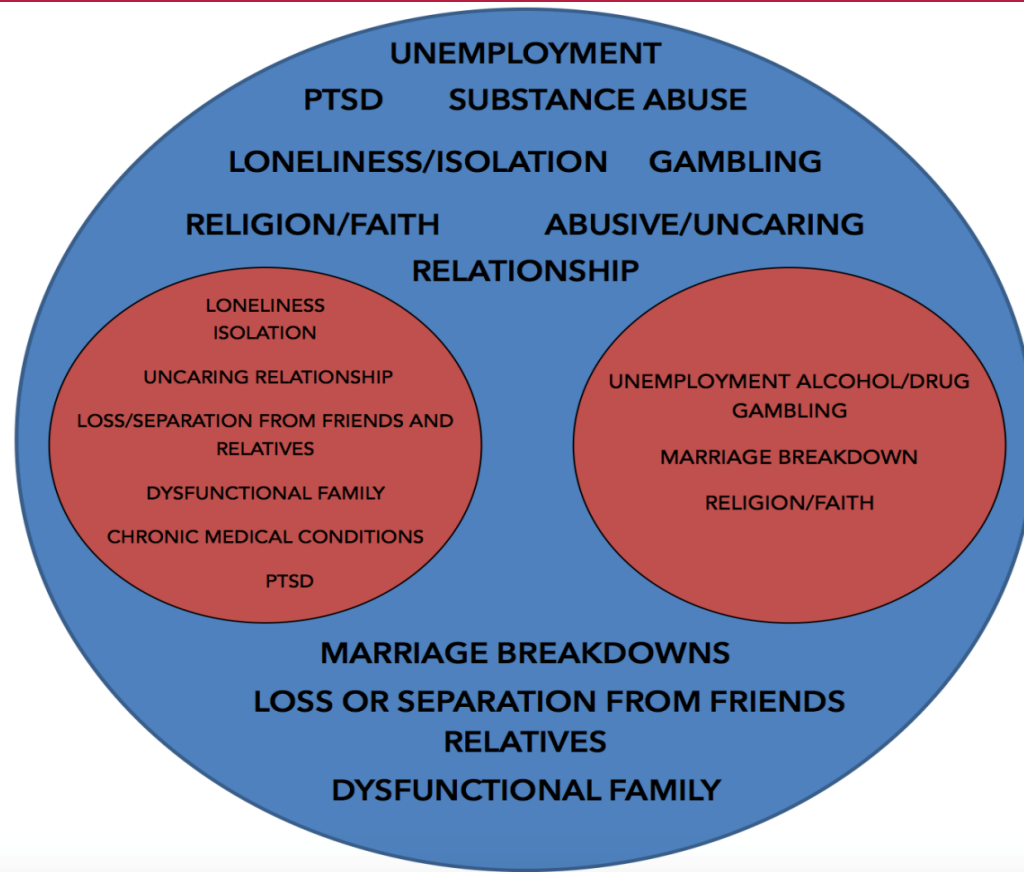 UNEMPLOYMENT
PTSD SUBSTANCE ABUSE
LONELINESS/ISOLATION GAMBLING
RELIGION/FAITH ABUSIVE/UNCARING
RELATIONSHIP
LONELINESS
ISOLATION
UNCARING RELATIONSHIP
LOSS/SEPARATION FROM FRIENDS AND
RELATIVES
DYSFUNCTIONAL FAMILY
CHRONIC MEDICAL CONDITIONS
PTSD
UNEMPLOYMENT ALCOHOL/DRUG
GAMBLING
MARRIAGE BREAKDOWN
RELIGION/FAITH
MARRIAGE BREAKDOWNS
LOSS OR SEPARATION FROM FRIENDS
RELATIVES
DYSFUNCTIONAL FAMILY